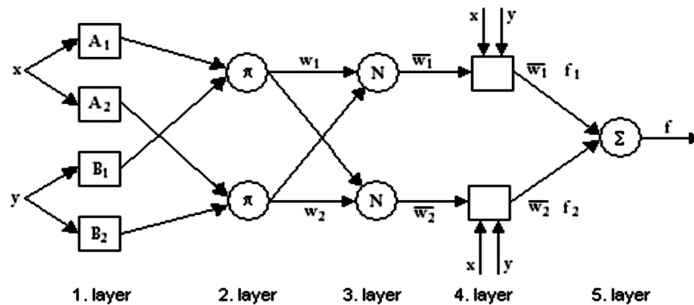 x y
A₁ w₁ w̅₁ w̅₁ f₁
x π N
A₂
Σ f
B₁
y π N
B₂ w₂ w̅₂ w̅₂ f₂
x y
1. layer 2. layer 3. layer 4. layer 5. layer